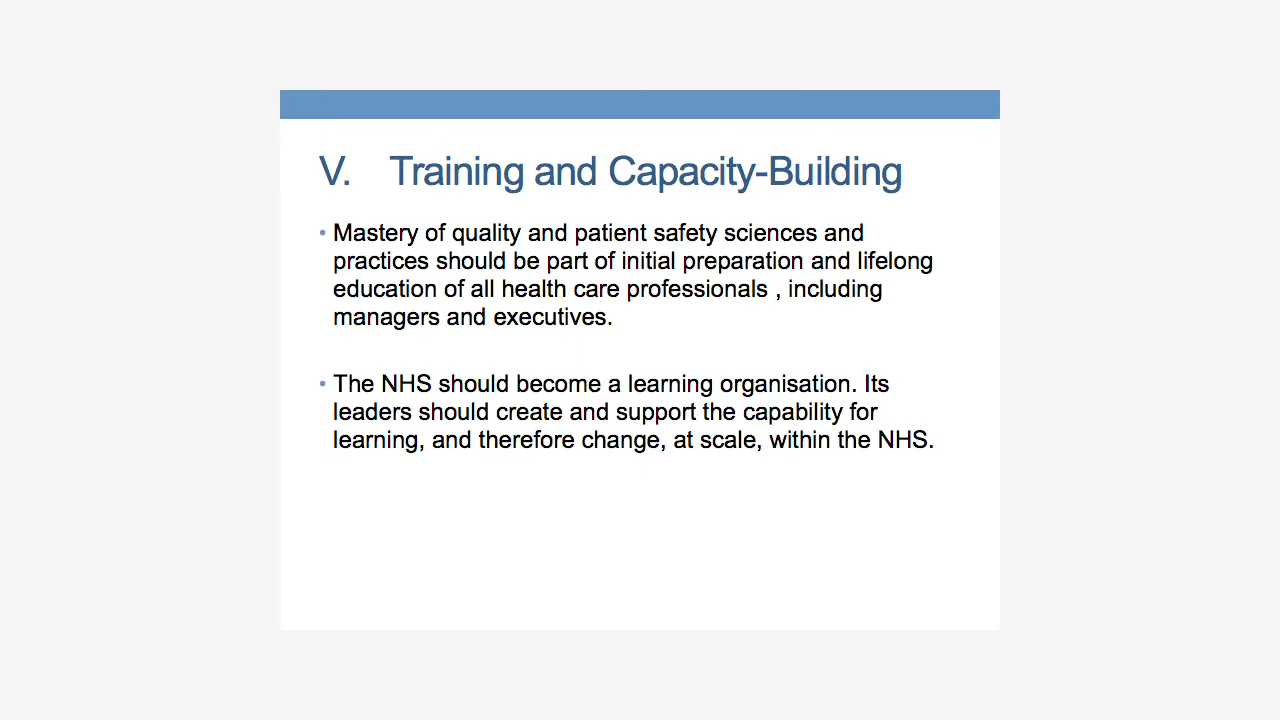 V. Training and Capacity-Building
• Mastery of quality and patient safety sciences and
practices should be part of initial preparation and lifelong
education of all health care professionals , including
managers and executives.
• The NHS should become a learning organisation. Its
leaders should create and support the capability for
learning, and therefore change, at scale, within the NHS.